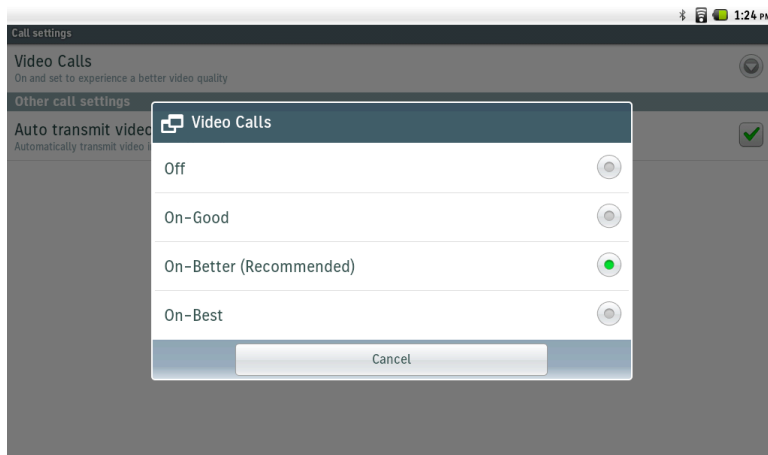 1:24 PM
Call settings
Video Calls
On and set to experience a better video quality
Other call settings
Auto transmit video
Automatically transmit video
Video Calls
Off
On-Good
On-Better (Recommended)
On-Best
Cancel